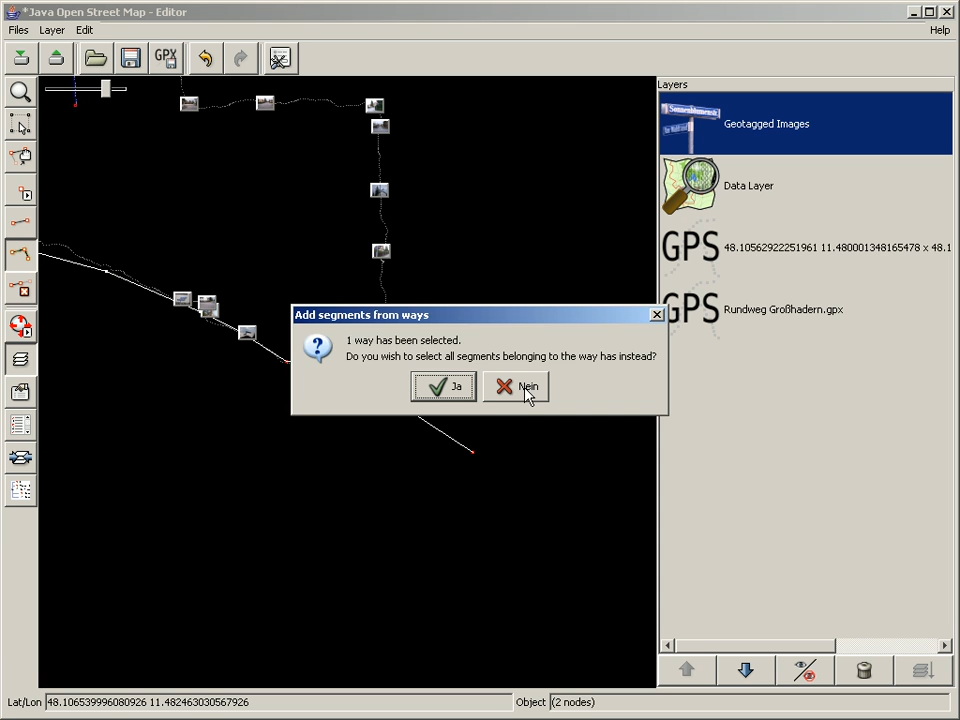 *Java Open Street Map - Editor
Files Layer Edit Help
GPX
Layers
Sonnenblumenstr.
Geotagged Images
Data Layer
GPS 48.10562922251961 11.480001348165478 x 48.1
GPS Rundweg Großhadern.gpx
Add segments from ways
1 way has been selected.
Do you wish to select all segments belonging to the way has instead?
Ja Nein
Lat/Lon 48.106539996080926 11.482463030567926 Object (2 nodes)